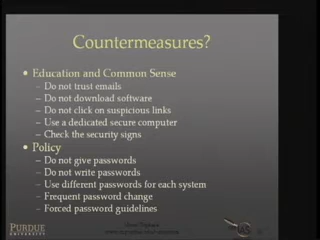 Countermeasures?
• Education and Common Sense
– Do not trust emails
– Do not download software
– Do not click on suspicious links
– Use a dedicated secure computer
– Check the security signs
• Policy
– Do not give passwords
– Do not write passwords
– Use different passwords for each system
– Frequent password change
– Forced password guidelines
PURDUE
UNIVERSITY